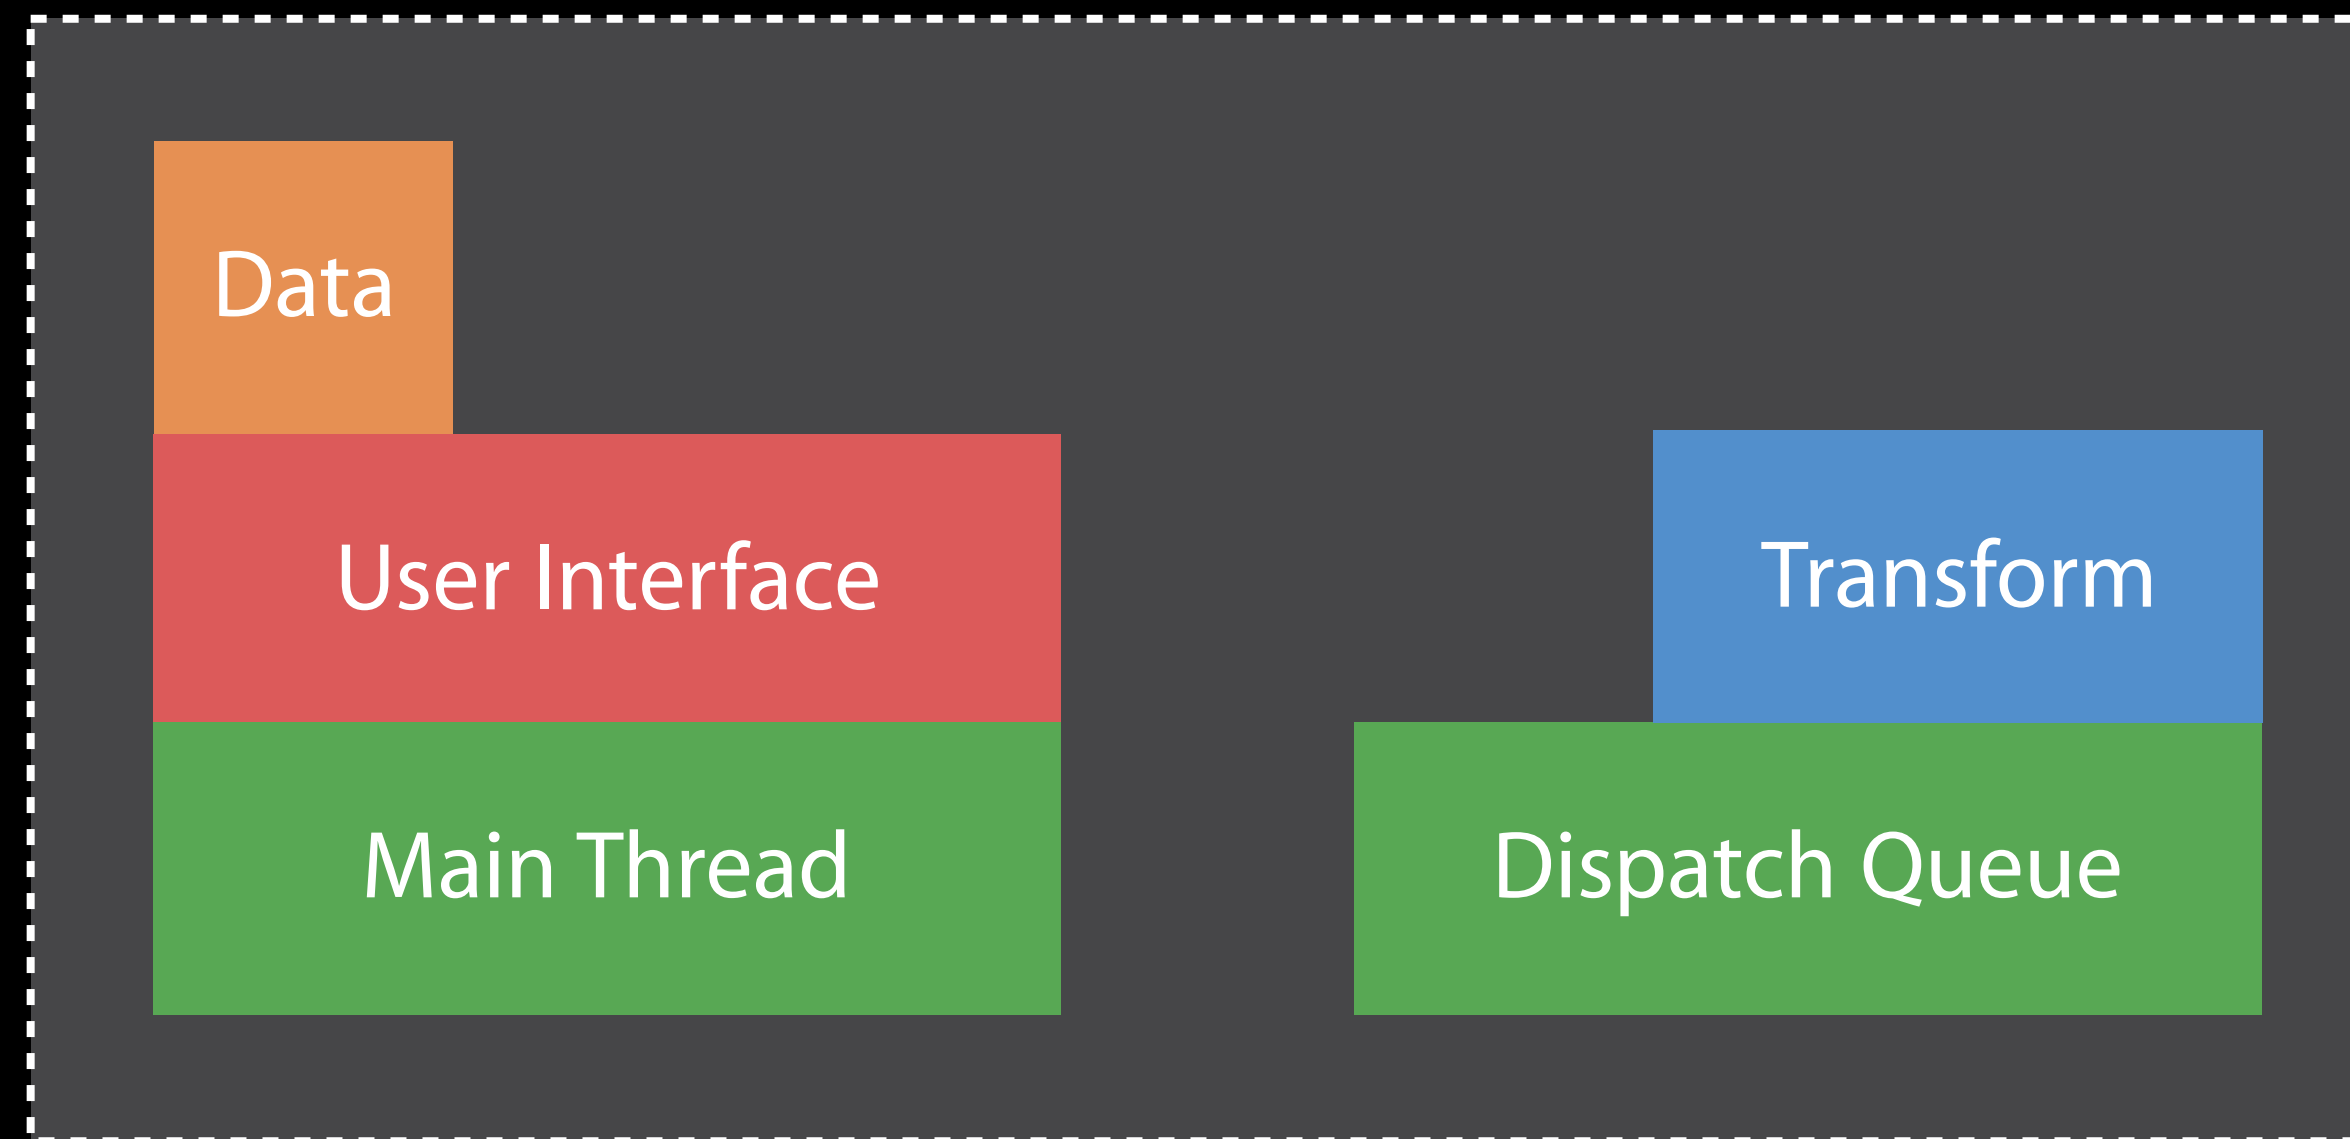 Data
User Interface
Transform
Main Thread
Dispatch Queue